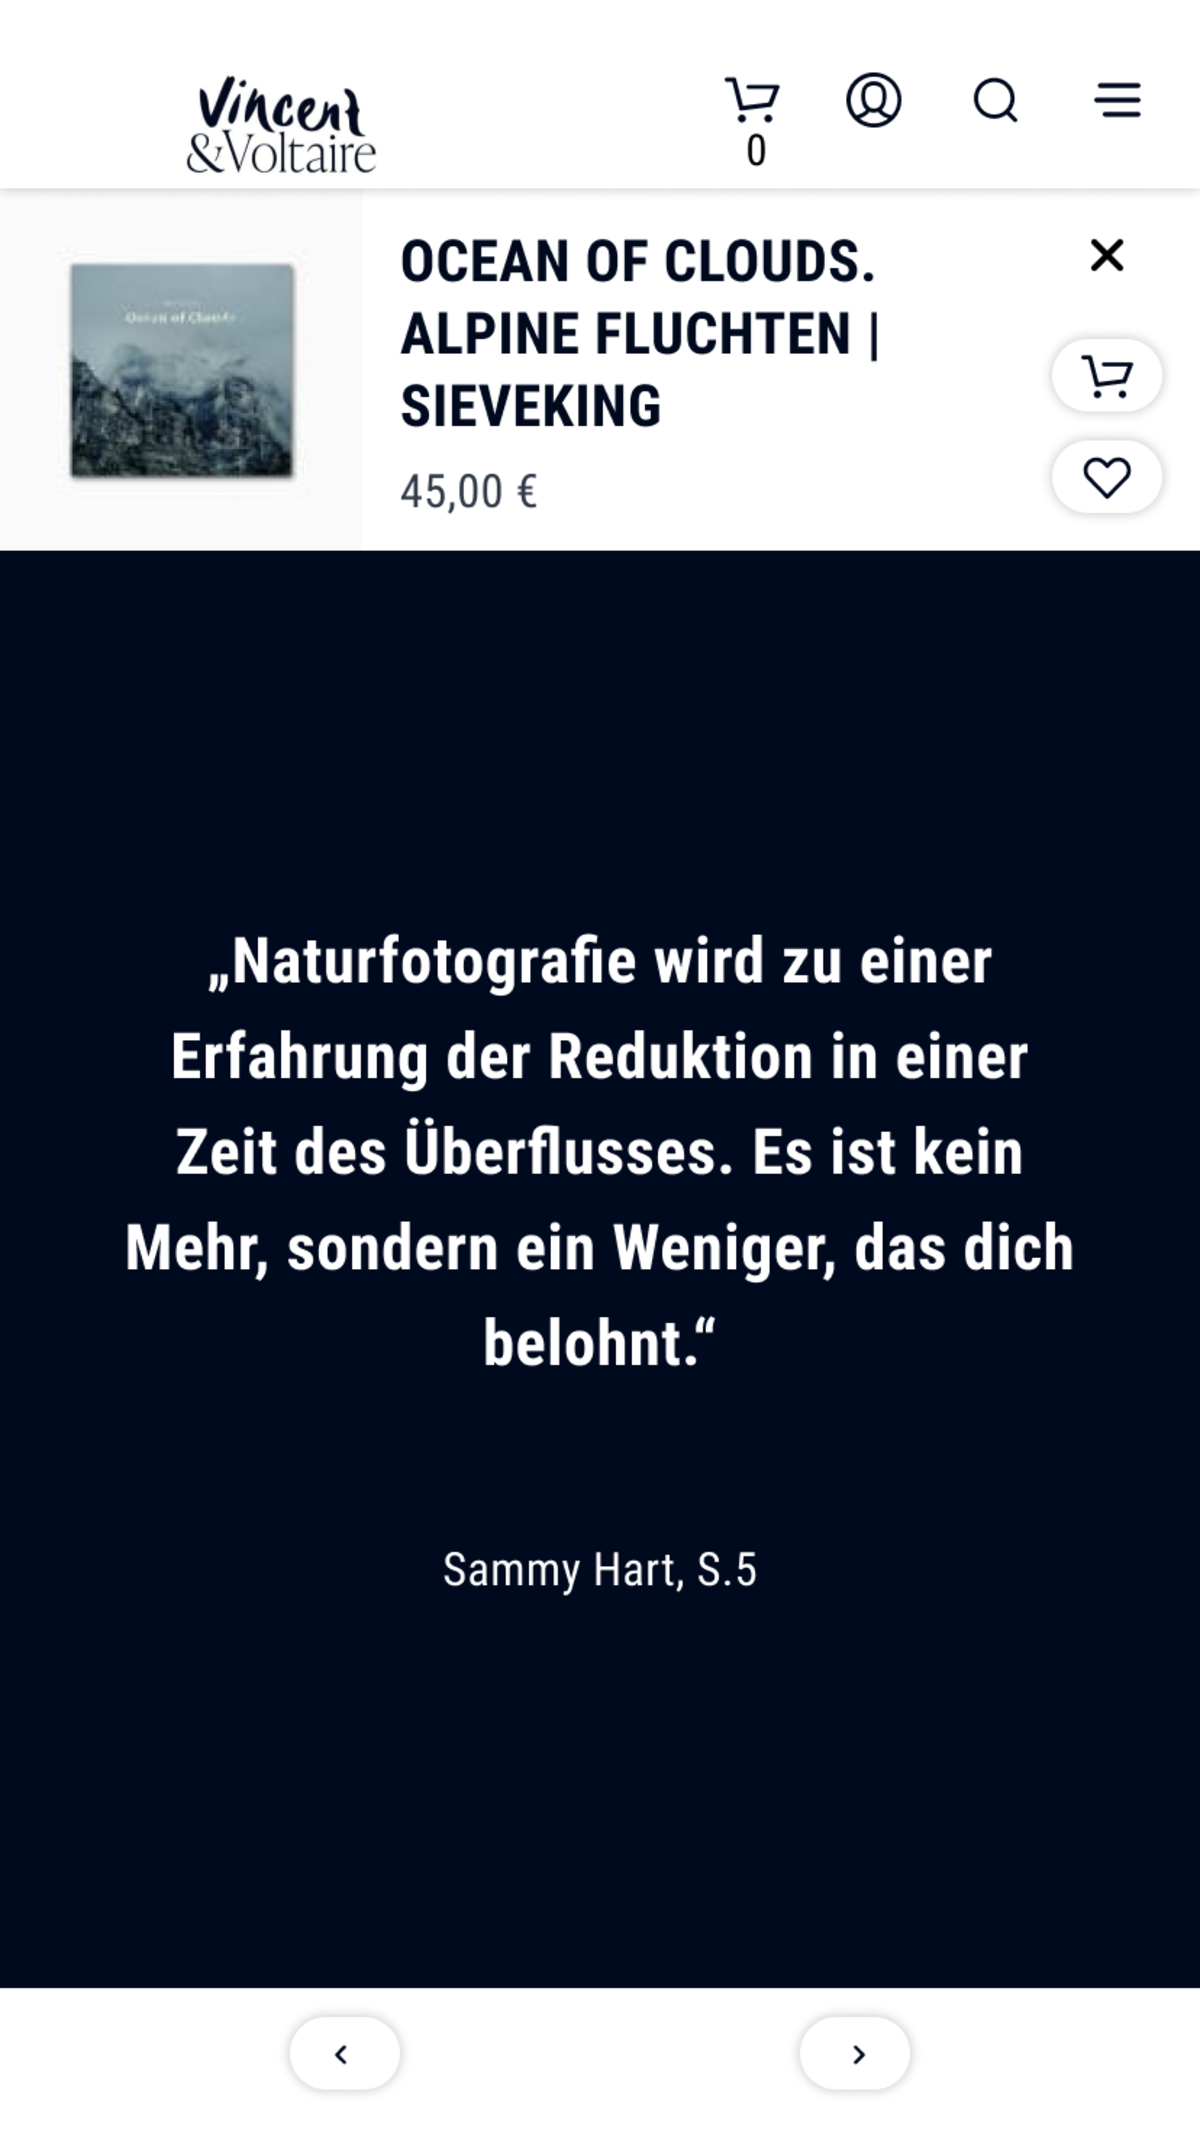 Vincent
&Voltaire
0
OCEAN OF CLOUDS.
ALPINE FLUCHTEN |
SIEVEKING
45,00 €
Ocean of Clouds
„Naturfotografie wird zu einer
Erfahrung der Reduktion in einer
Zeit des Überflusses. Es ist kein
Mehr, sondern ein Weniger, das dich
belohnt.“
Sammy Hart, S.5